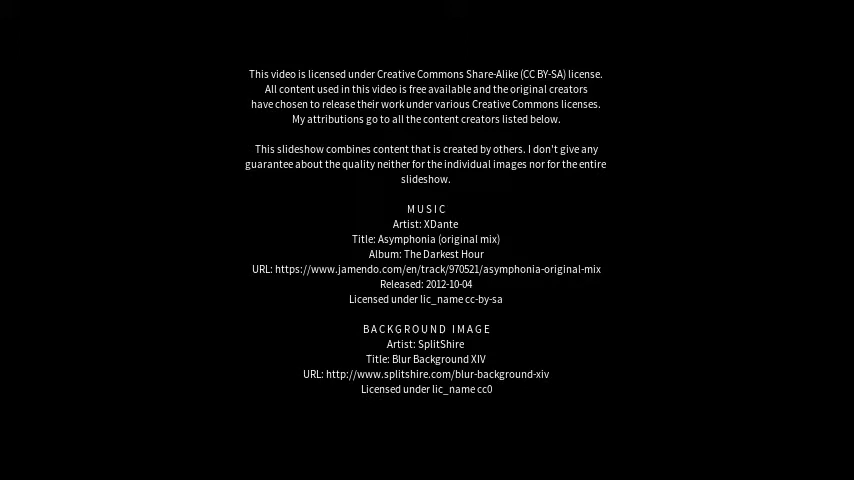 This video is licensed under Creative Commons Share-Alike (CC BY-SA) license.
All content used in this video is free available and the original creators
have chosen to release their work under various Creative Commons licenses.
My attributions go to all the content creators listed below.
This slideshow combines content that is created by others. I don't give any
guarantee about the quality neither for the individual images nor for the entire
slideshow.
MUSIC
Artist: XDante
Title: Asymphonia (original mix)
Album: The Darkest Hour
URL: https://www.jamendo.com/en/track/970521/asymphonia-original-mix
Released: 2012-10-04
Licensed under lic_name cc-by-sa
BACKGROUND IMAGE
Artist: SplitShire
Title: Blur Background XIV
URL: http://www.splitshire.com/blur-background-xiv
Licensed under lic_name cc0